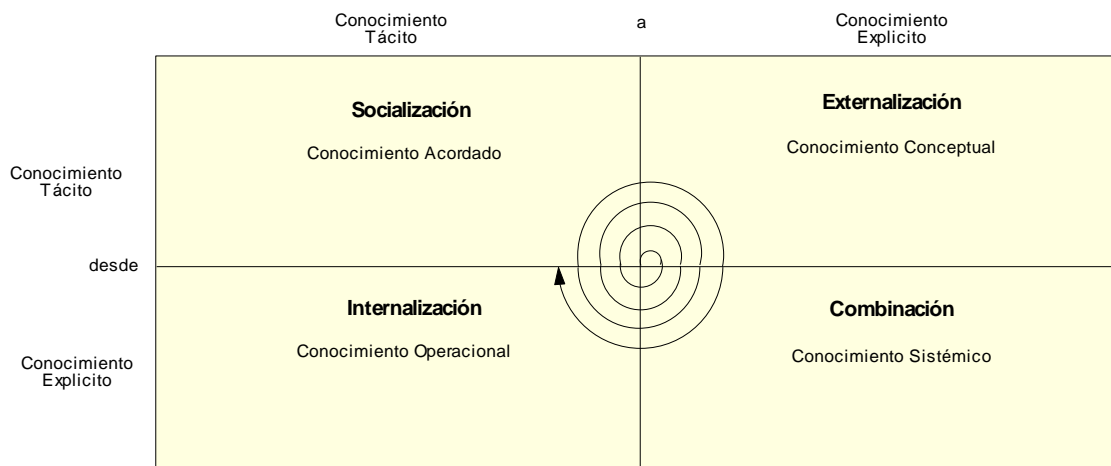 Conocimiento
Tácito
a
Conocimiento
Explicito
Socialización
Conocimiento Acordado
Externalización
Conocimiento Conceptual
Conocimiento
Tácito
desde
Internalización
Conocimiento Operacional
Combinación
Conocimiento Sistémico
Conocimiento
Explicito